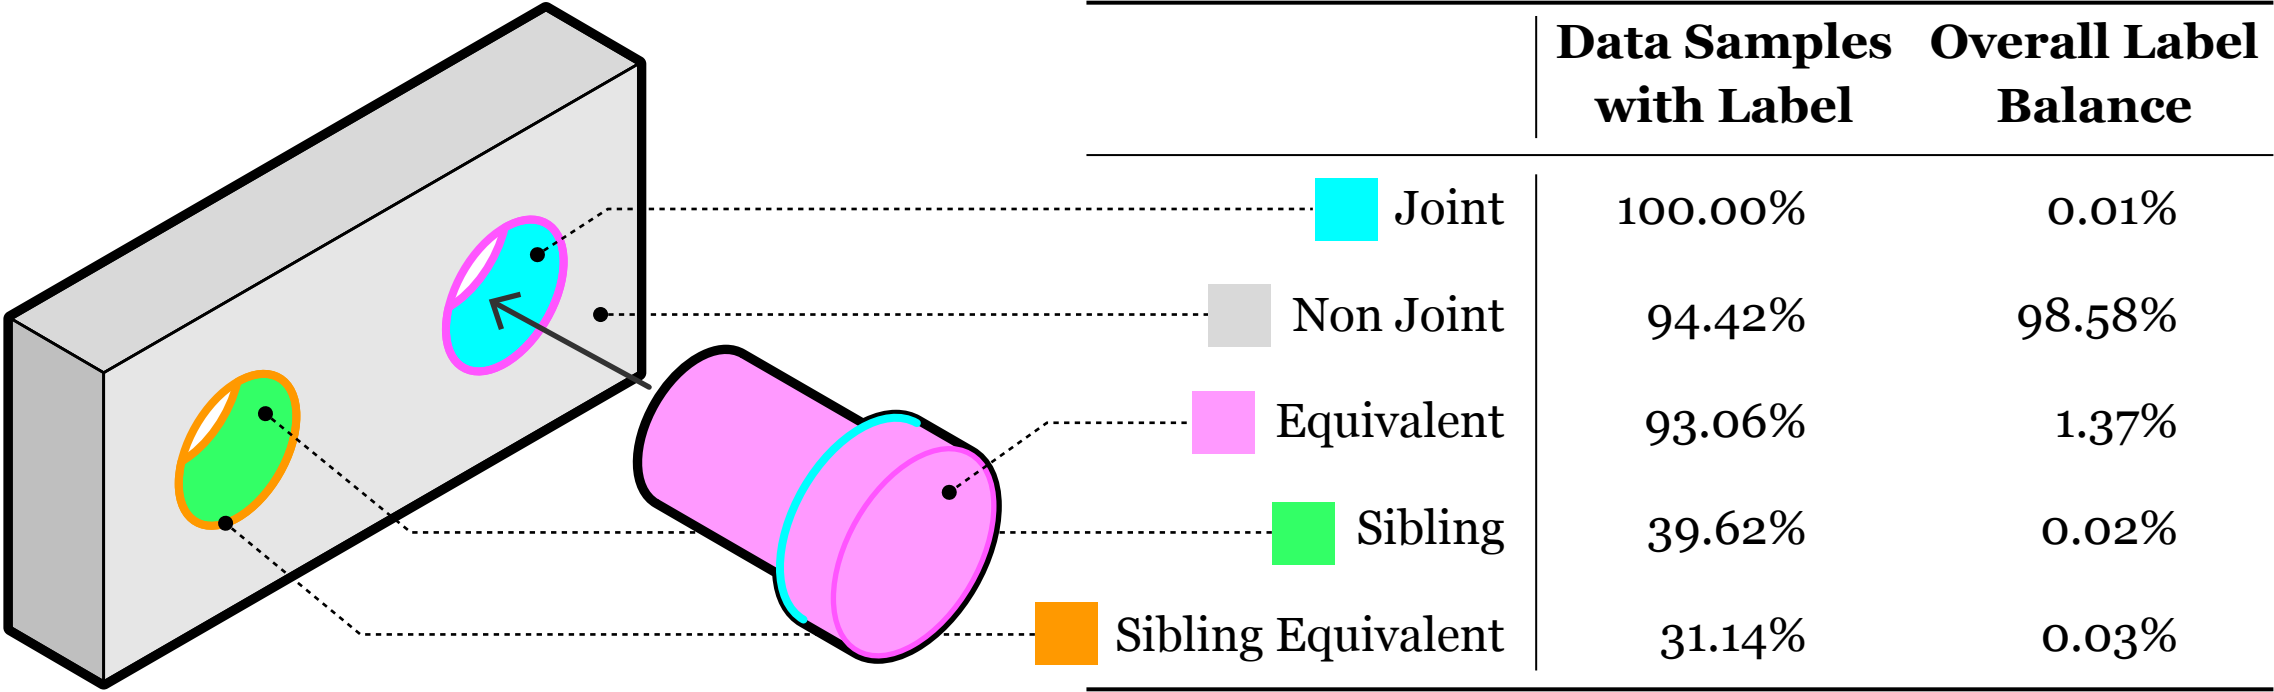 Data Samples Overall Label
with Label Balance
Joint 100.00% 0.01%
Non Joint 94.42% 98.58%
Equivalent 93.06% 1.37%
Sibling 39.62% 0.02%
Sibling Equivalent 31.14% 0.03%